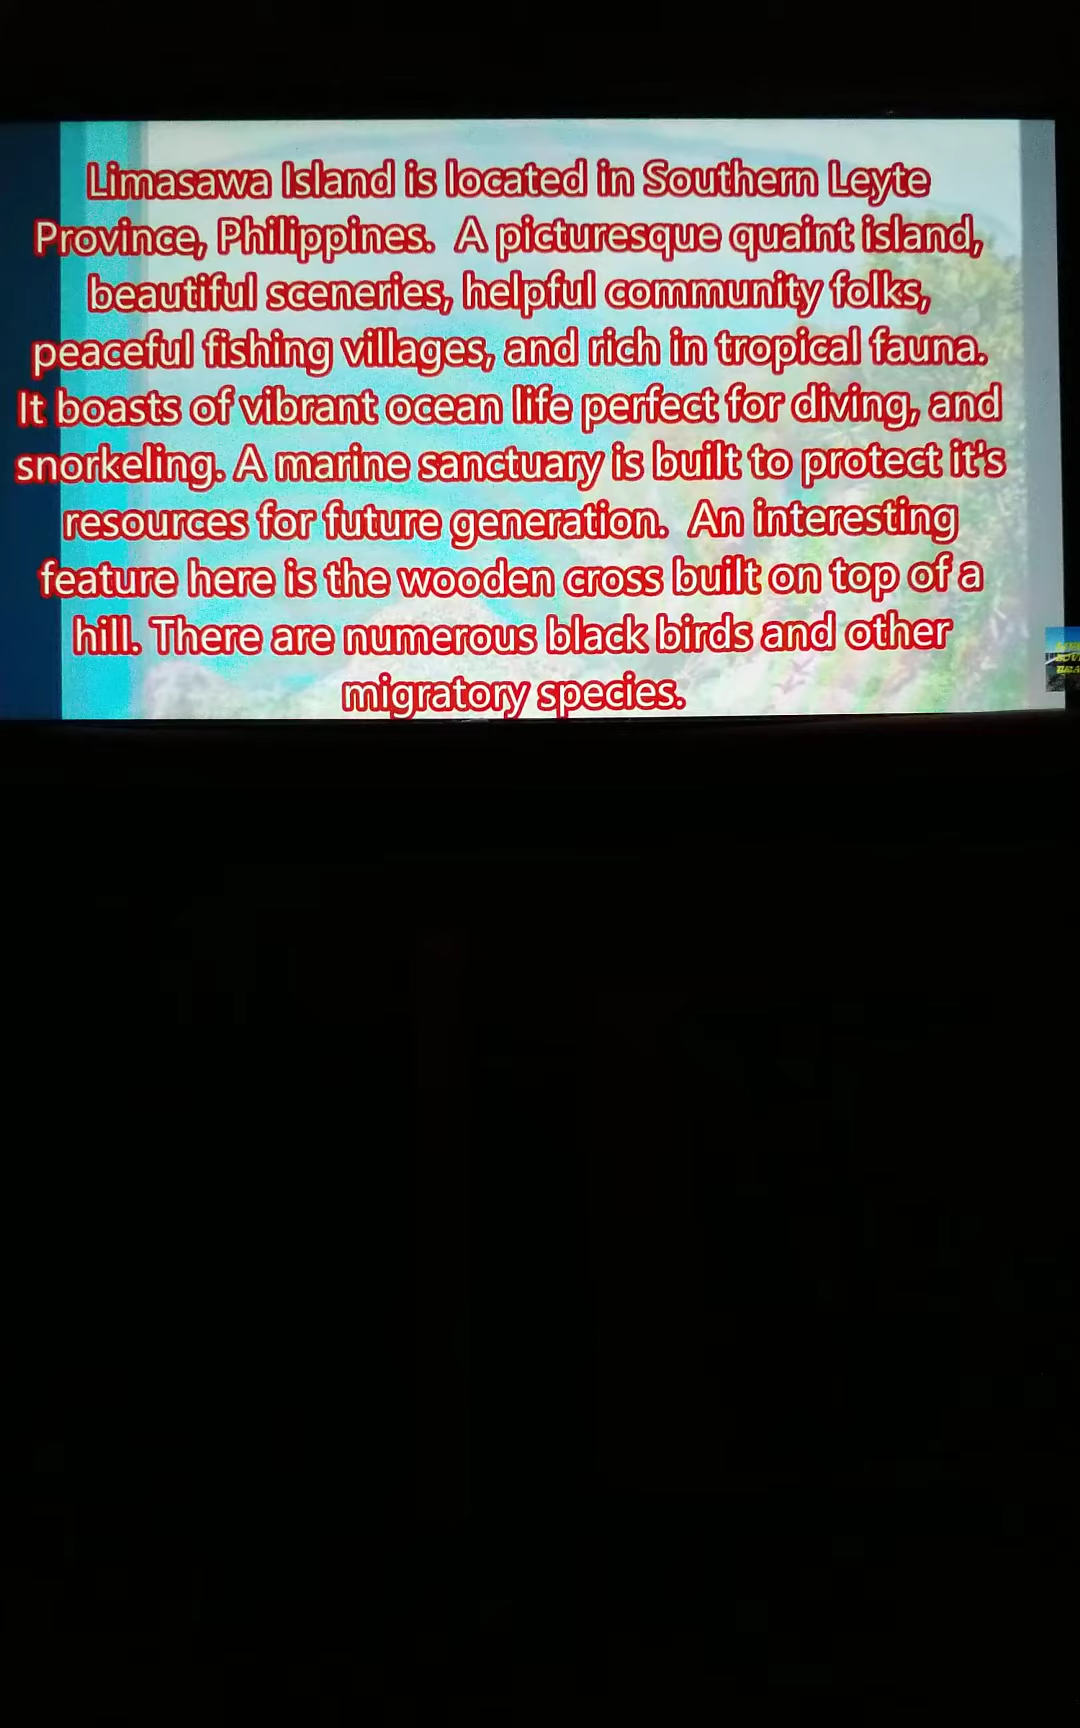 Limasawa Island is located in Southern Leyte
Province, Philippines.  A picturesque quaint island,
beautiful sceneries, helpful community folks,
peaceful fishing villages, and rich in tropical fauna.
It boasts of vibrant ocean life perfect for diving, and
snorkeling. A marine sanctuary is built to protect it's
resources for future generation.  An interesting
feature here is the wooden cross built on top of a
hill. There are numerous black birds and other
migratory species.